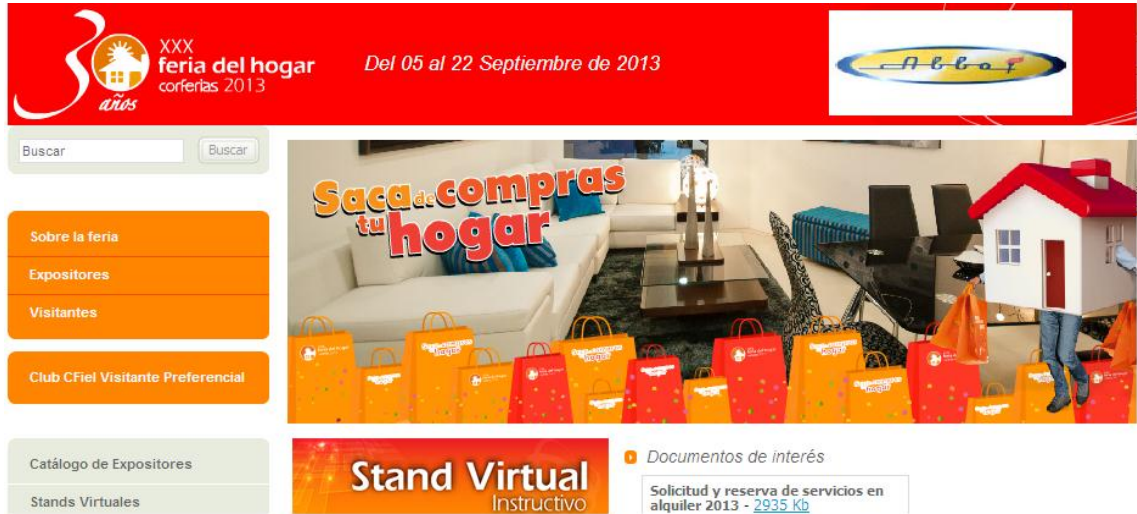 XXX
feria del hogar
corferias 2013
30
años
Del 05 al 22 Septiembre de 2013
Buscar
Buscar
Saca de compras
tu hogar
Sobre la feria
Expositores
Visitantes
Club CFiel Visitante Preferencial
Catálogo de Expositores
Stands Virtuales
Stand Virtual
Instructivo
Documentos de interés
Solicitud y reserva de servicios en
alquiler 2013 - 2935 Kb